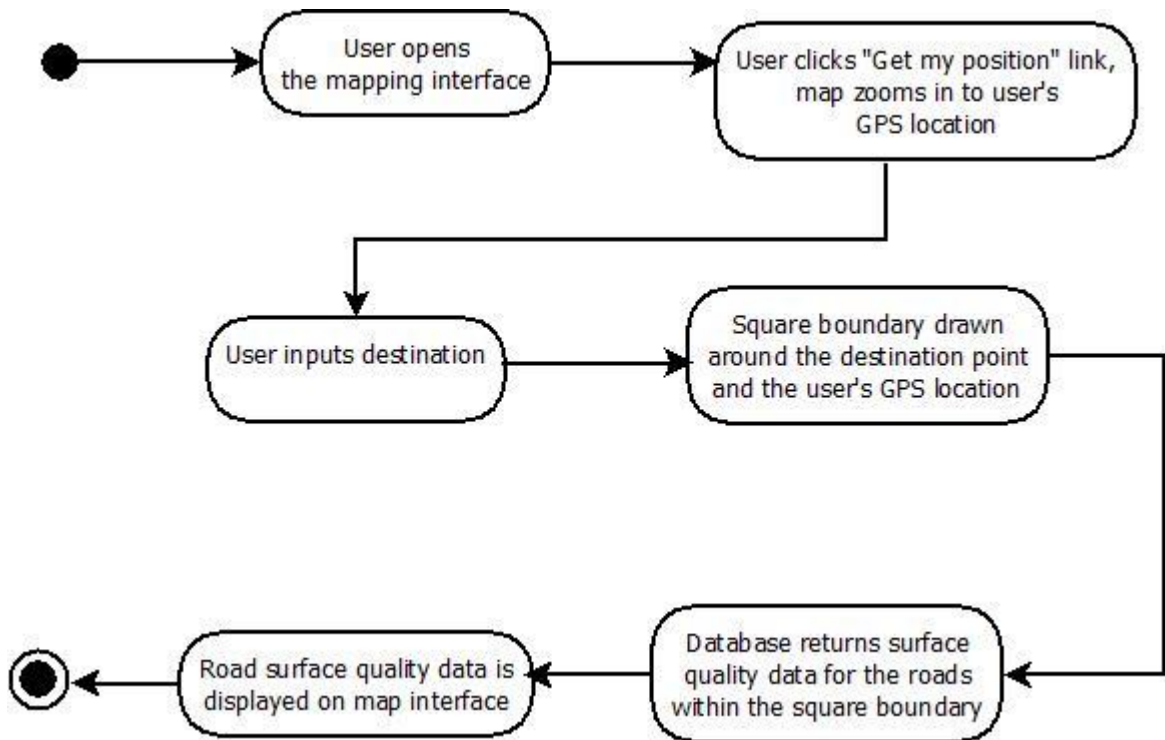 User opens
the mapping interface
User clicks "Get my position" link,
map zooms in to user's
GPS location
User inputs destination
Square boundary drawn
around the destination point
and the user's GPS location
Database returns surface
quality data for the roads
within the square boundary
Road surface quality data is
displayed on map interface